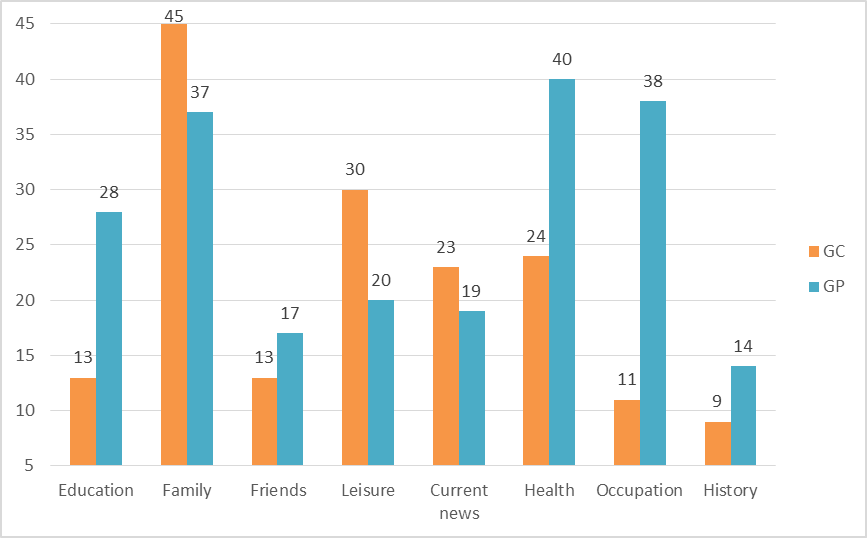 45
45
40
40
38
37
35
30
30
28
25
24
23
GC
20
20
19
GP
17
15
14
13
13
11
10
9
5
Education
Family
Friends
Leisure
Current
news
Health
Occupation
History